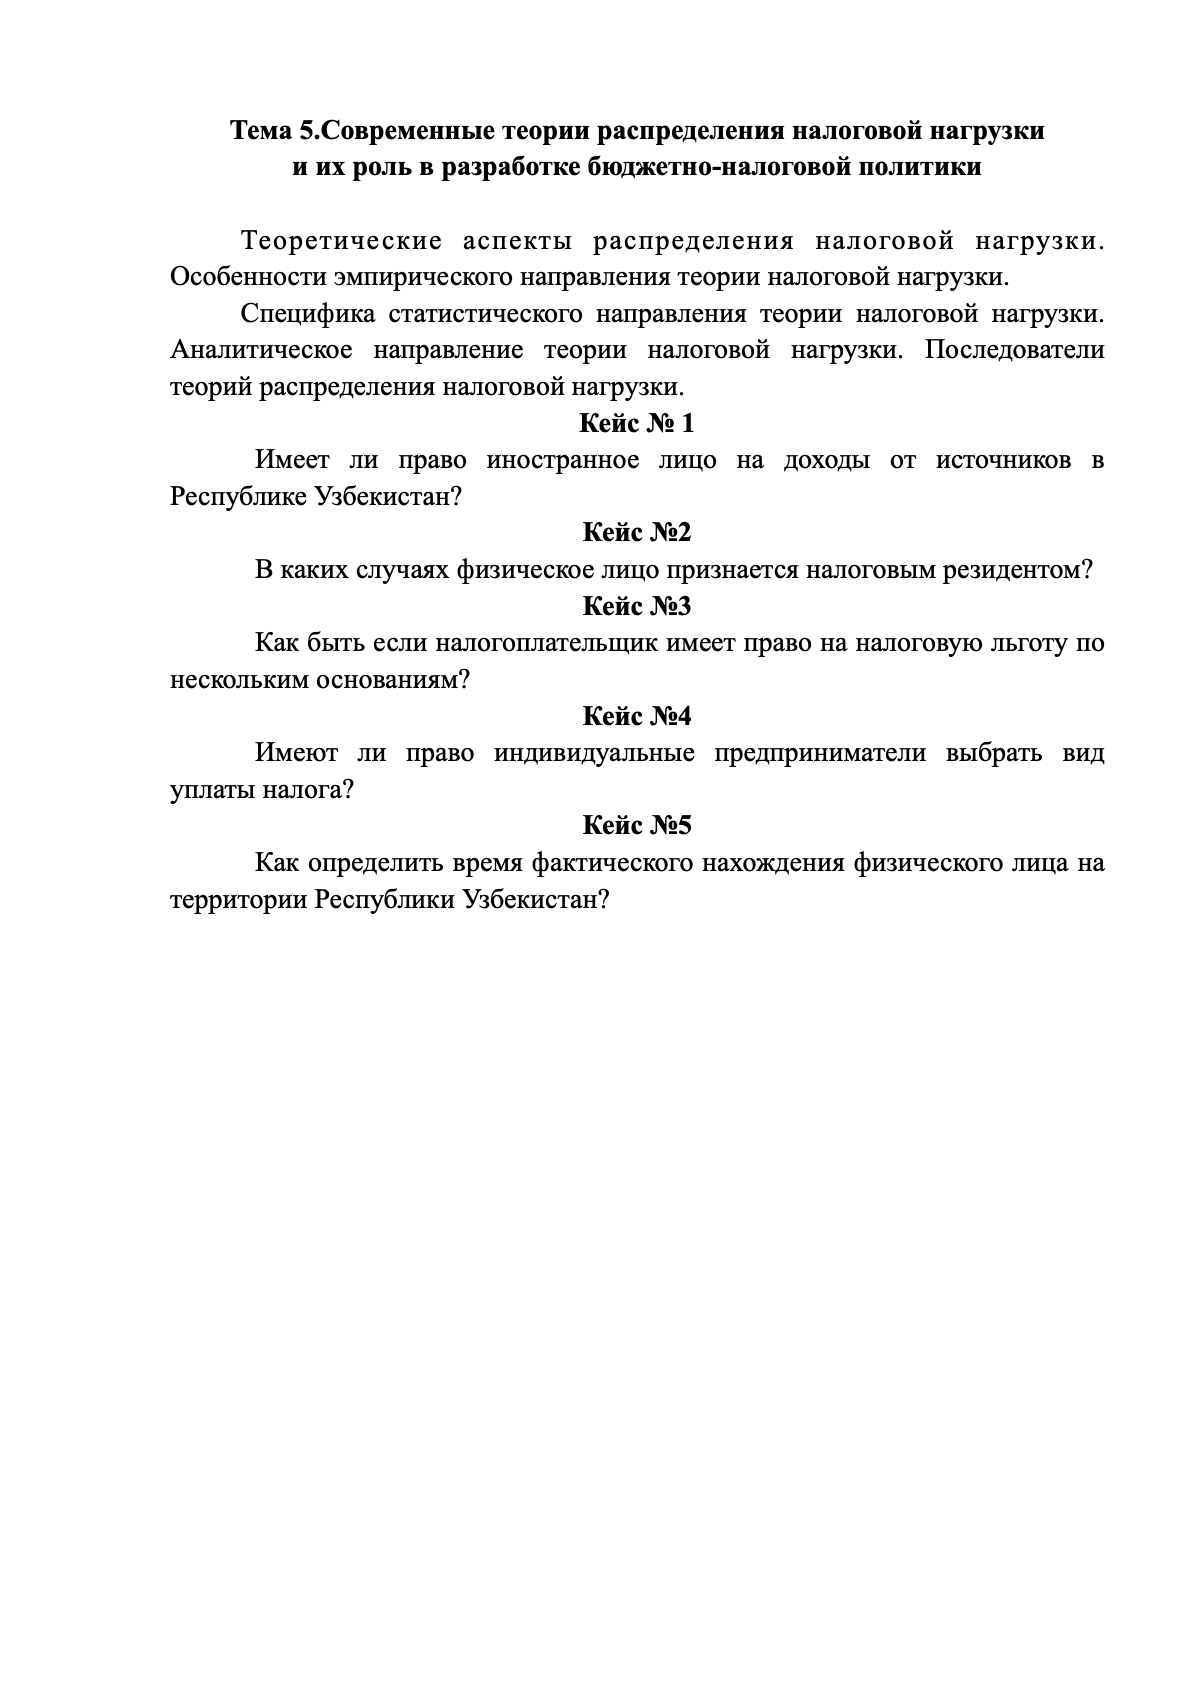 Тема 5.Современные теории распределения налоговой нагрузки
и их роль в разработке бюджетно-налоговой политики
Теоретические аспекты распределения налоговой нагрузки.
Особенности эмпирического направления теории налоговой нагрузки.
Специфика статистического направления теории налоговой нагрузки.
Аналитическое направление теории налоговой нагрузки. Последователи
теорий распределения налоговой нагрузки.
Кейс № 1
Имеет ли право иностранное лицо на доходы от источников в
Республике Узбекистан?
Кейс №2
В каких случаях физическое лицо признается налоговым резидентом?
Кейс №3
Как быть если налогоплательщик имеет право на налоговую льготу по
нескольким основаниям?
Кейс №4
Имеют ли право индивидуальные предприниматели выбрать вид
уплаты налога?
Кейс №5
Как определить время фактического нахождения физического лица на
территории Республики Узбекистан?